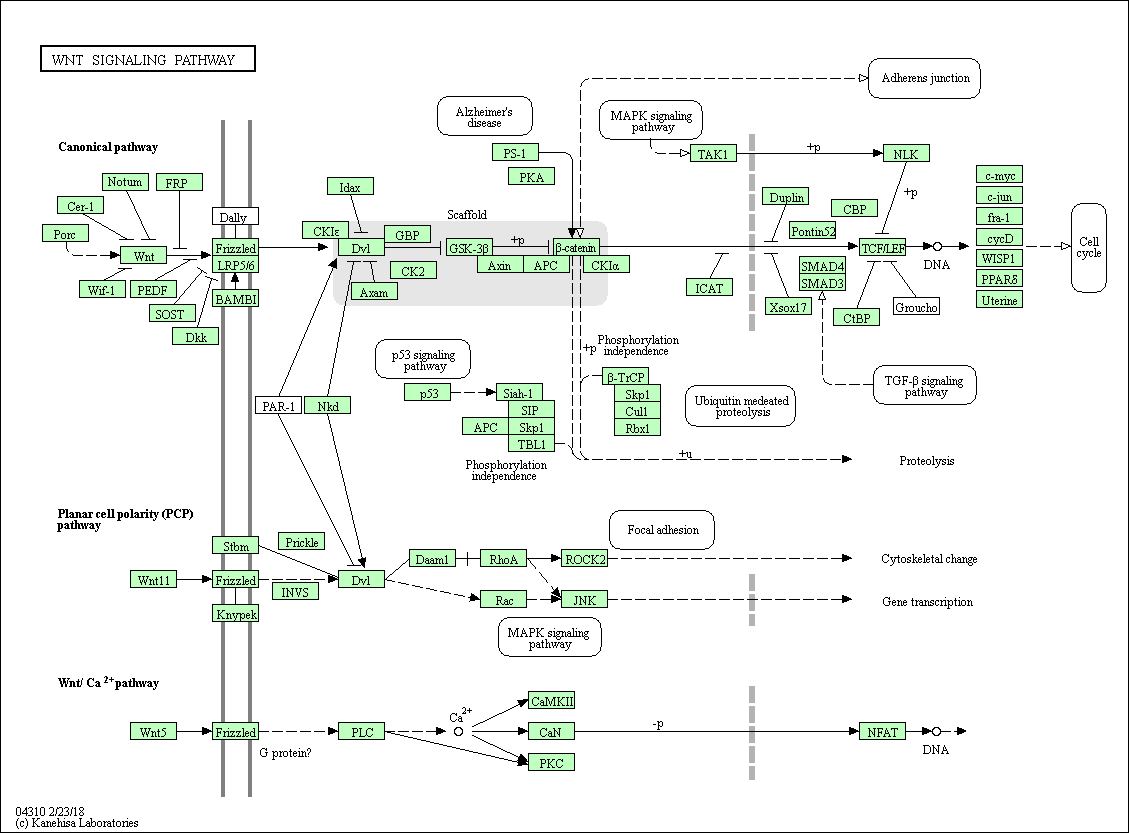 WNT SIGNALING PATHWAY
Adherens junction
Alzheimer's
disease
MAPK signaling
pathway
Canonical pathway
PS-1
TAK1
+p
NLK
PKA
Notum
FRP
Idax
+p
c-myc
Cer-1
Duplin
c-jun
Porc
Dally
Scaffold
CBP
fra-1
CKIε
GBP
Pontin52
cycD
Cell
cycle
Wnt
Frizzled
Dvl
GSK-3β
+p
β-catenin
TCF/LEF
DNA
LRP5/6
CK2
Axin
APC
CKIα
SMAD4
WISP1
Wif-1
PEDF
BAMBI
Axam
ICAT
SMAD3
PPARδ
SOST
Xsox17
CtBP
Groucho
Uterine
Dkk
p53 signaling
pathway
+p
Phosphorylation
independence
TGF-β signaling
pathway
p53
Siah-1
β-TrCP
PAR-1
Nkd
SIP
Skp1
Ubiquitin medeated
proteolysis
APC
Skp1
Cul1
TBL1
Rbx1
Phosphorylation
independence
+u
Proteolysis
Planar cell polarity (PCP)
pathway
Focal adhesion
Stbm
Prickle
Daam1
RhoA
ROCK2
Cytoskeletal change
Wnt11
Frizzled
INVS
Dvl
Rac
JNK
Gene transcription
Knypek
MAPK signaling
pathway
Wnt/ Ca 2+ pathway
CaMKII
Ca2+
Wnt5
Frizzled
PLC
CaN
-p
NFAT
DNA
G protein?
PKC
04310 2/23/18
(c) Kanehisa Laboratories